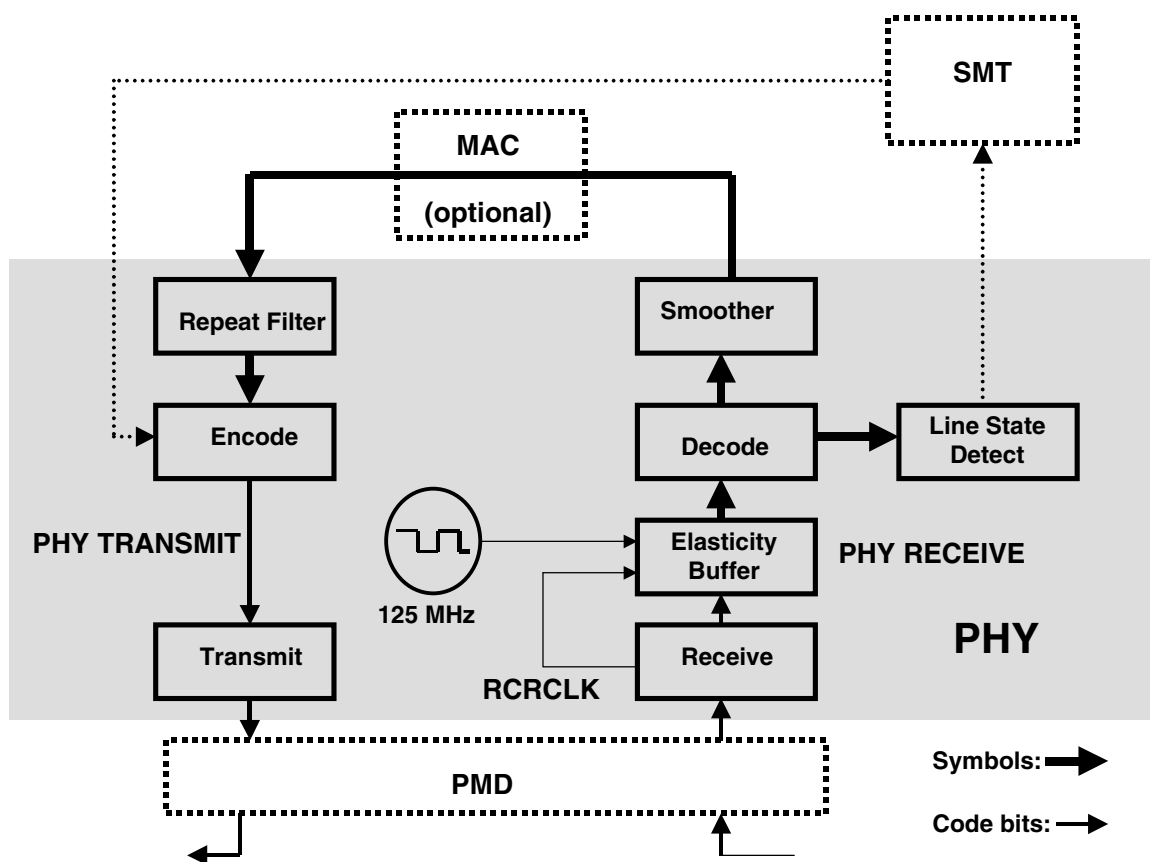 SMT
MAC
(optional)
Repeat Filter
Smoother
Encode
Decode
Line State
Detect
PHY TRANSMIT
Elasticity
Buffer
PHY RECEIVE
125 MHz
Transmit
Receive
PHY
RCRCLK
PMD
Symbols:
Code bits: